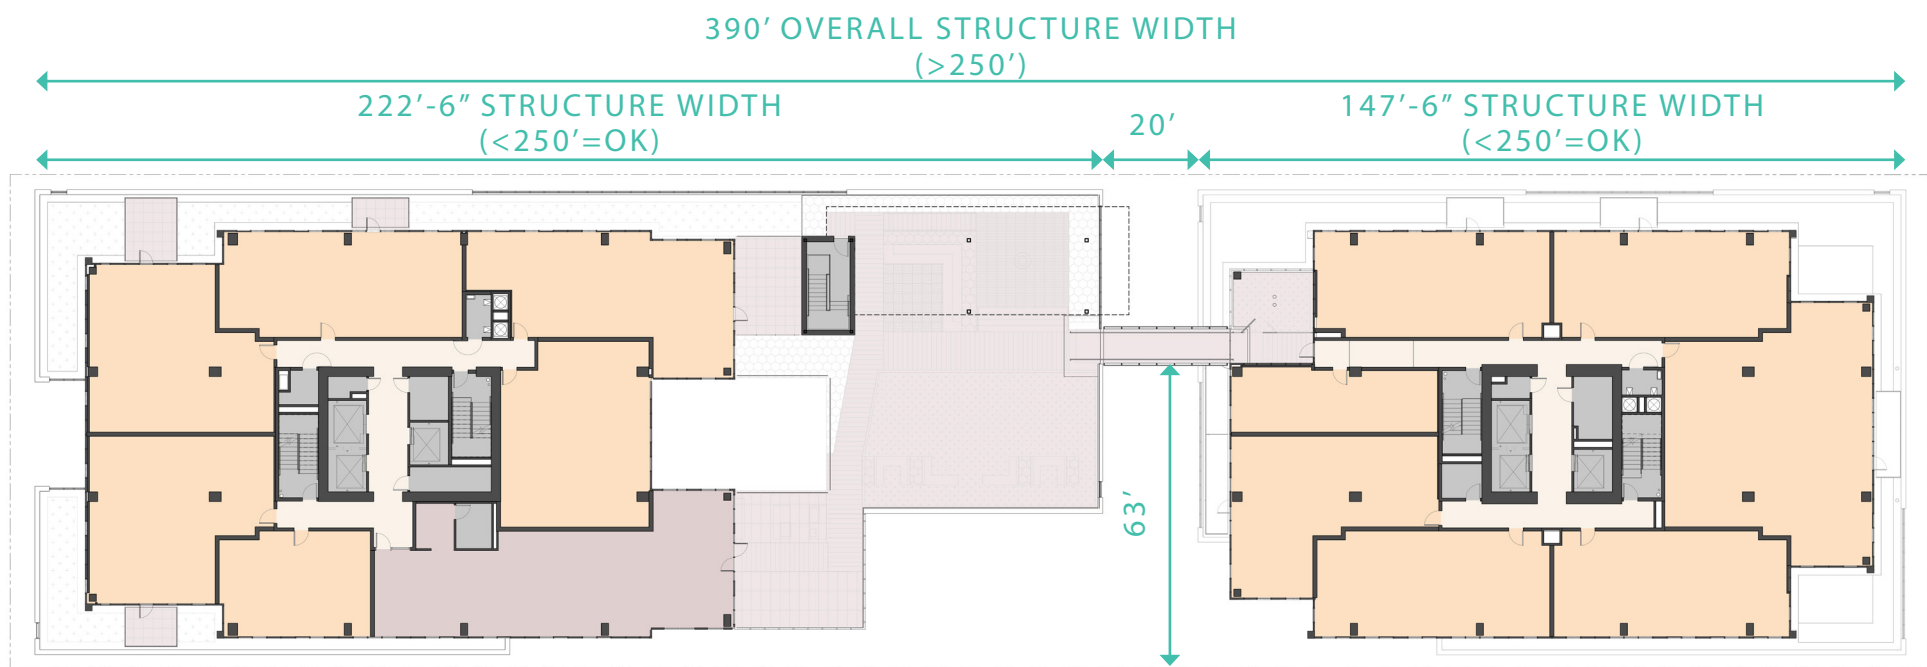 390’ OVERALL STRUCTURE WIDTH
(>250’)
222’-6” STRUCTURE WIDTH
(<250’=OK)
20’
147’-6” STRUCTURE WIDTH
(<250’=OK)
63’